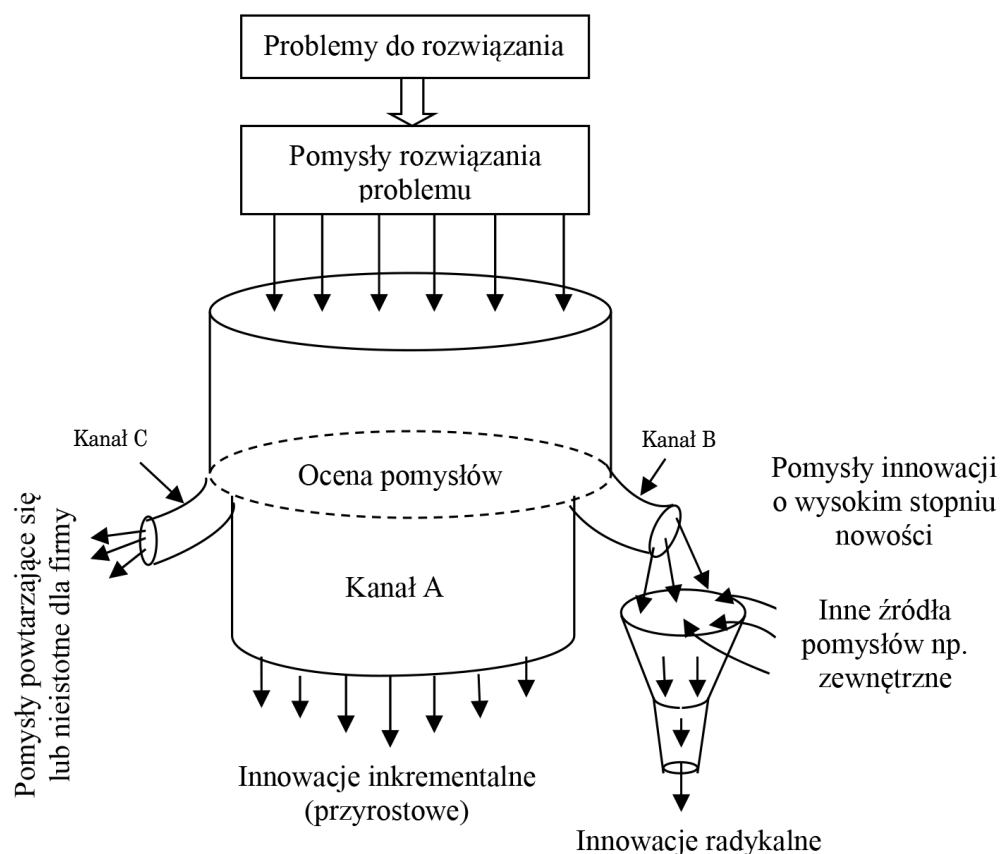 Problemy do rozwiązania
Pomysły rozwiązania
problemu
Kanał C
Ocena pomysłów
Kanał B
Pomysły innowacji
o wysokim stopniu
nowości
Pomysły powtarzające się
lub nieistotne dla firmy
Kanał A
Inne źródła
pomysłów np.
zewnętrzne
Innowacje inkrementalne
(przyrostowe)
Innowacje radykalne